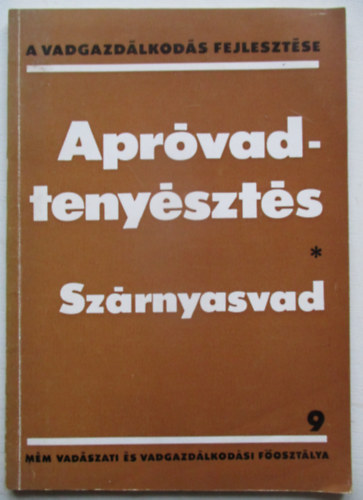 A VADGAZDÁLKODÁS FEJLESZTÉSE
Apróvad-
tenyésztés
*
Szárnyasvad
9
MÉM VADÁSZATI ÉS VADGAZDÁLKODÁSI FŐOSZTÁLYA